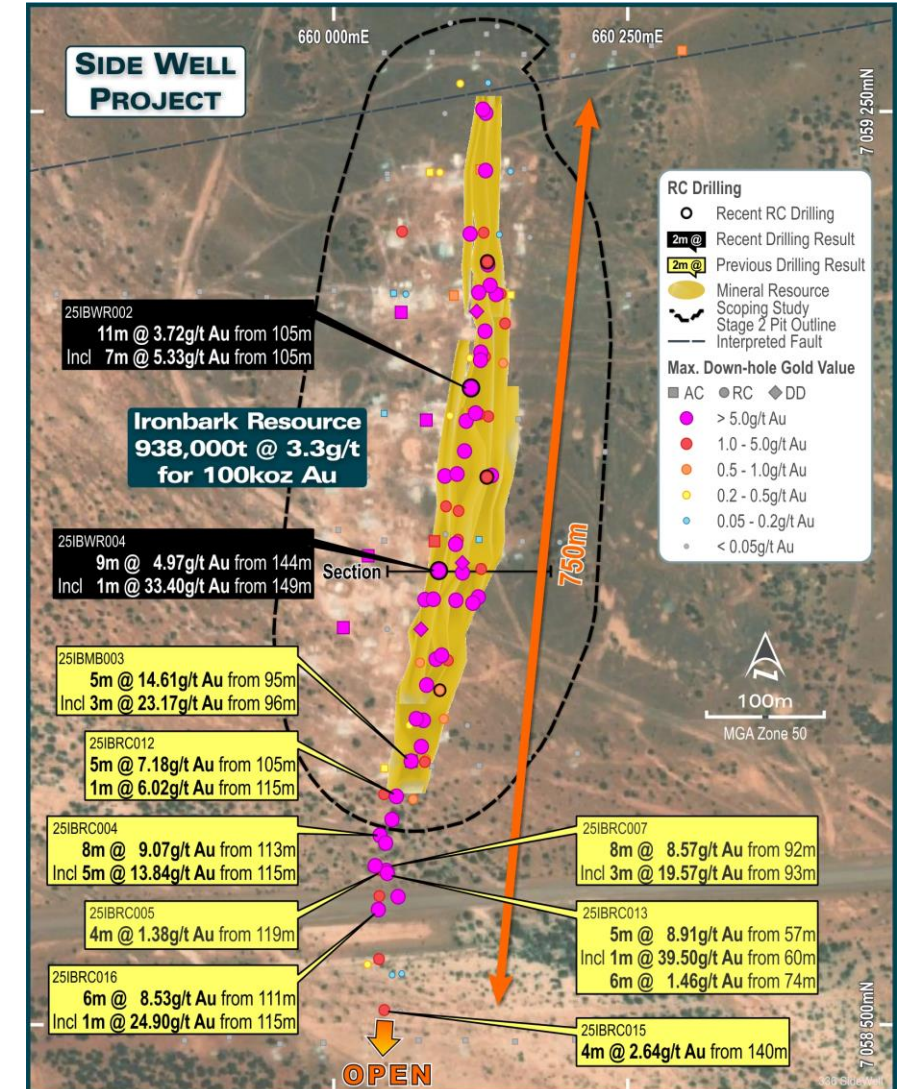 SIDE WELL
PROJECT
660 000mE
660 250mE
7 059 250mN
RC Drilling
Recent RC Drilling
2m @ Recent Drilling Result
2m @ Previous Drilling Result
Mineral Resource
Scoping Study
Stage 2 Pit Outline
Interpreted Fault
Max. Down-hole Gold Value
AC RC DD
> 5.0g/t Au
1.0 - 5.0g/t Au
0.5 - 1.0g/t Au
0.2 - 0.5g/t Au
0.05 - 0.2g/t Au
< 0.05g/t Au
25IBWR002
11m @ 3.72g/t Au from 105m
Incl 7m @ 5.33g/t Au from 105m
Ironbark Resource
938,000t @ 3.3g/t
for 100koz Au
25IBWR004
9m @ 4.97g/t Au from 144m
Incl 1m @ 33.40g/t Au from 149m
Section
750m
100m
MGA Zone 50
25IBMB003
5m @ 14.61g/t Au from 95m
Incl 3m @ 23.17g/t Au from 96m
25IBRC012
5m @ 7.18g/t Au from 105m
1m @ 6.02g/t Au from 115m
25IBRC004
8m @ 9.07g/t Au from 113m
Incl 5m @ 13.84g/t Au from 115m
25IBRC005
4m @ 1.38g/t Au from 119m
25IBRC016
6m @ 8.53g/t Au from 111m
Incl 1m @ 24.90g/t Au from 115m
25IBRC007
8m @ 8.57g/t Au from 92m
Incl 3m @ 19.57g/t Au from 93m
25IBRC013
5m @ 8.91g/t Au from 57m
Incl 1m @ 39.50g/t Au from 60m
6m @ 1.46g/t Au from 74m
25IBRC015
4m @ 2.64g/t Au from 140m
7 058 500mN
OPEN